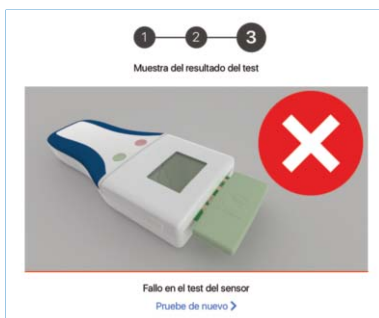 1 2 3
Muestra del resultado del test
Fallo en el test del sensor
Pruebe de nuevo >